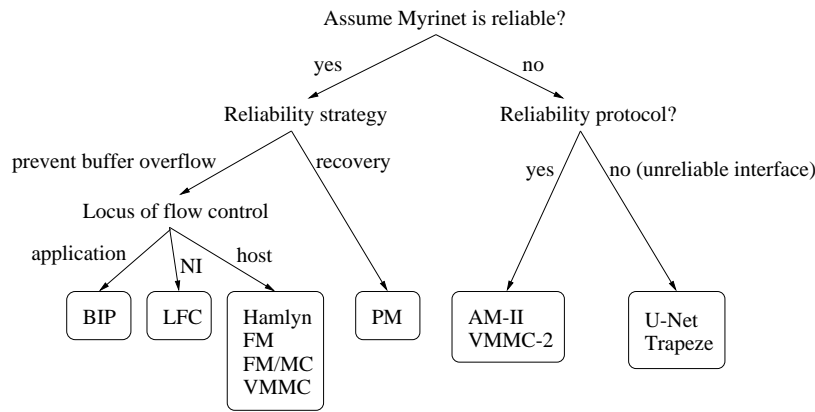 Assume Myrinet is reliable?
yes
no
Reliability strategy
Reliability protocol?
prevent buffer overflow
recovery
yes
no (unreliable interface)
Locus of flow control
application
NI
host
BIP
LFC
Hamlyn
FM
FM/MC
VMMC
PM
AM-II
VMMC-2
U-Net
Trapeze